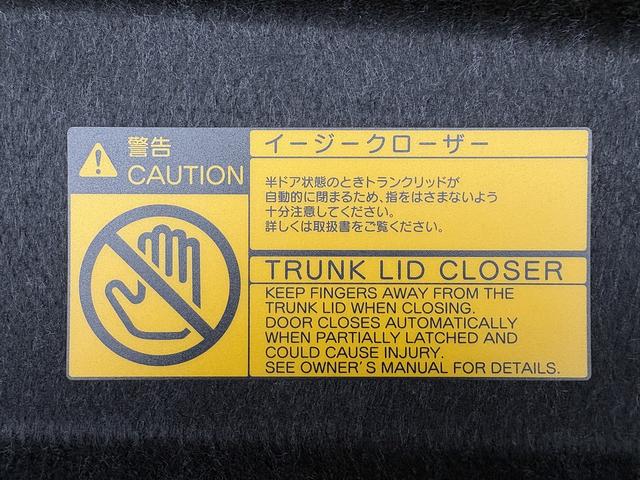 警告
CAUTION
イージークローザー
半ドア状態のときトランクリッドが
自動的に閉まるため、指をはさまないよう
十分注意してください。
詳しくは取扱書をご覧ください。
TRUNK LID CLOSER
KEEP FINGERS AWAY FROM THE
TRUNK LID WHEN CLOSING.
DOOR CLOSES AUTOMATICALLY
WHEN PARTIALLY LATCHED AND
COULD CAUSE INJURY.
SEE OWNER'S MANUAL FOR DETAILS.